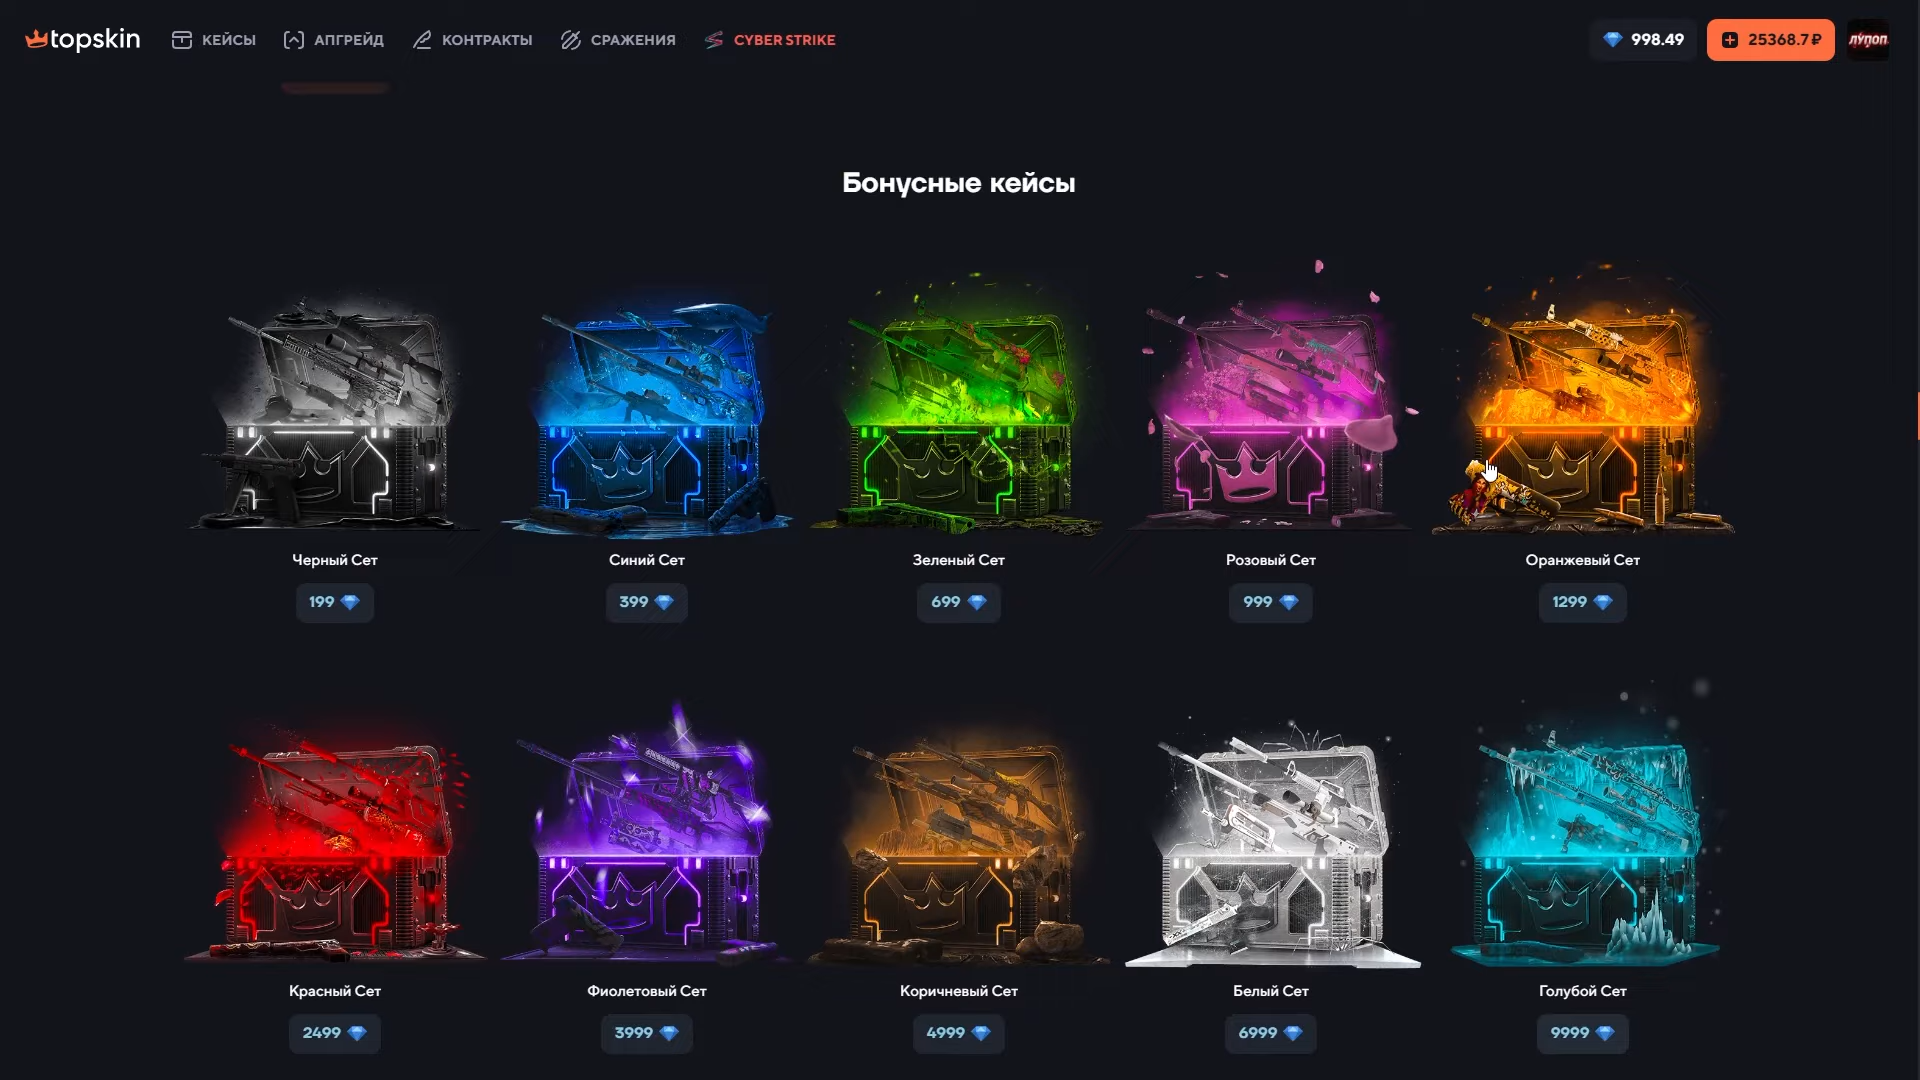 topskin
КЕЙСЫ
АПГРЕЙД
КОНТРАКТЫ
СРАЖЕНИЯ
CYBER STRIKE
998.49
25368.7 ₽
ЛУПОП
Бонусные кейсы
Черный Сет
Синий Сет
Зеленый Сет
Розовый Сет
Оранжевый Сет
199
399
699
999
1299
Красный Сет
Фиолетовый Сет
Коричневый Сет
Белый Сет
Голубой Сет
2499
3999
4999
6999
9999